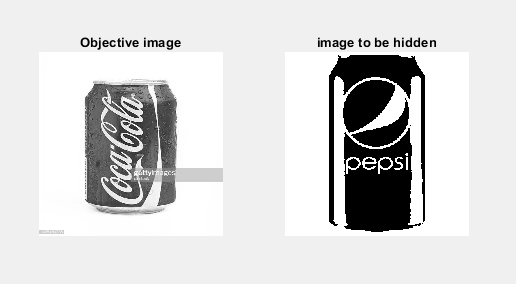 Objective image
image to be hidden
Coca-Cola
gettyimages
pepsi